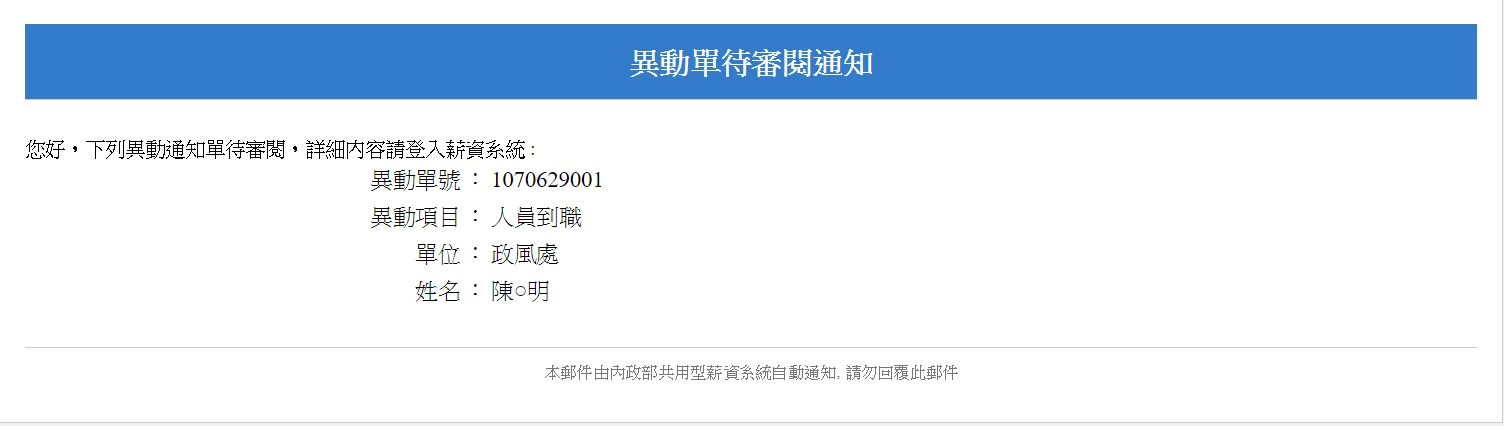 異動單待審閱通知
您好，下列異動通知單待審閱，詳細內容請登入薪資系統 :
異動單號 : 1070629001
異動項目 : 人員到職
單位 : 政風處
姓名 : 陳○明
本郵件由內政部共用型薪資系統自動通知, 請勿回覆此郵件